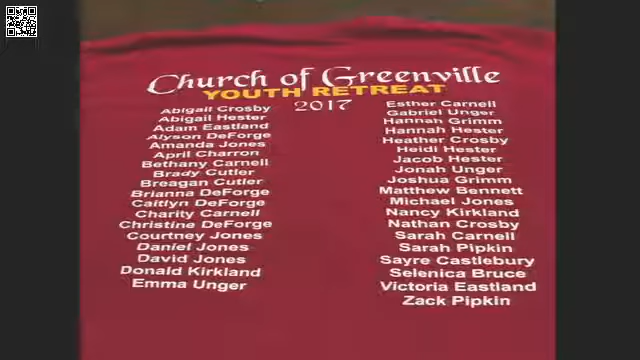 Church of Greenville
YOUTH RETREAT
2017
Abigail Crosby
Abigail Hester
Adam Eastland
Alyson DeForge
Amanda Jones
April Charron
Bethany Carnell
Brady Cutler
Breagan Cutler
Brianna DeForge
Caitlyn DeForge
Charity Carnell
Christine DeForge
Courtney Jones
Daniel Jones
David Jones
Donald Kirkland
Emma Unger
Esther Carnell
Gabriel Unger
Hannah Grimm
Hannah Hester
Heather Crosby
Heidi Hester
Jacob Hester
Jonah Unger
Joshua Grimm
Matthew Bennett
Michael Jones
Nancy Kirkland
Nathan Crosby
Sarah Carnell
Sarah Pipkin
Sayre Castlebury
Selenica Bruce
Victoria Eastland
Zack Pipkin